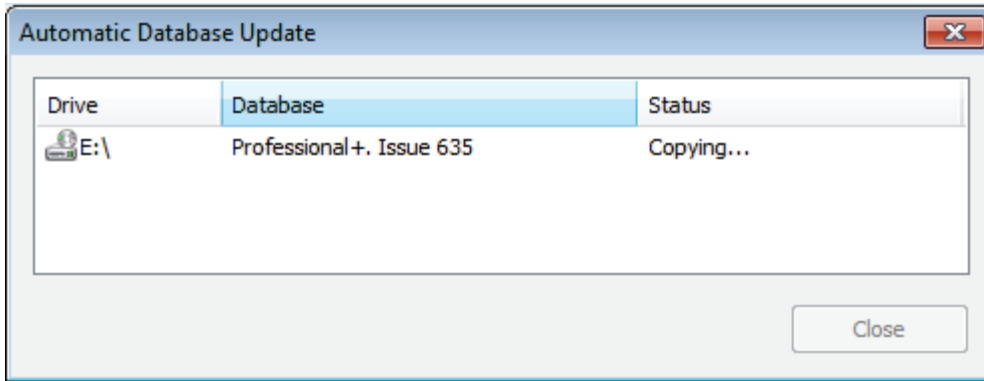 Automatic Database Update
Drive Database Status
E:\ Professional+. Issue 635 Copying...
Close